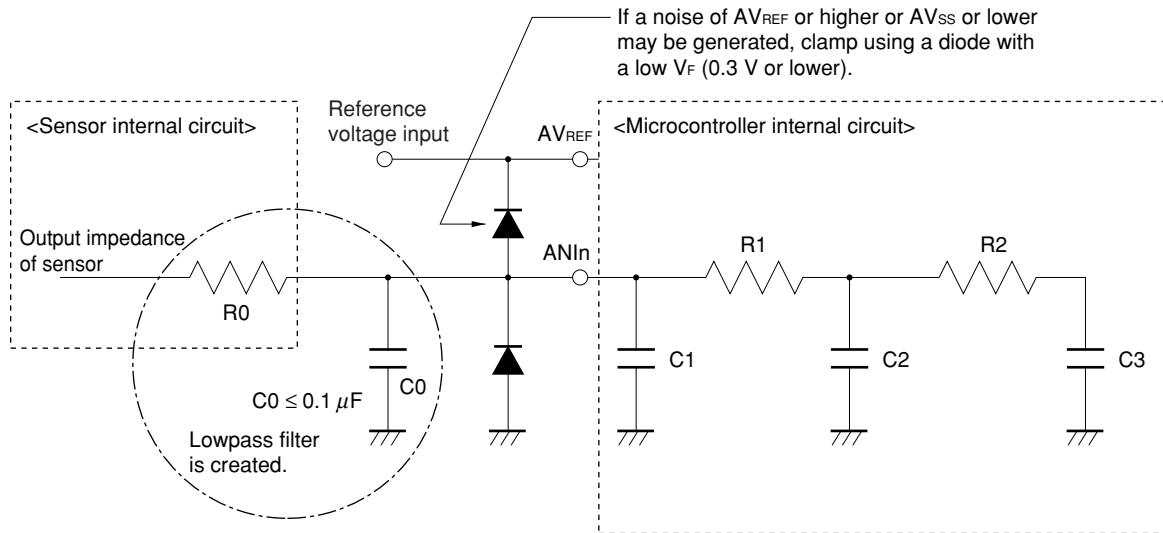 If a noise of AVREF or higher or AVSS or lower
may be generated, clamp using a diode with
a low VF (0.3 V or lower).
Reference
voltage input
AVREF
<Sensor internal circuit>
<Microcontroller internal circuit>
Output impedance
of sensor
R0
ANIn
R1
R2
C0
C1
C2
C3
C0 ≤ 0.1 μF
Lowpass filter
is created.